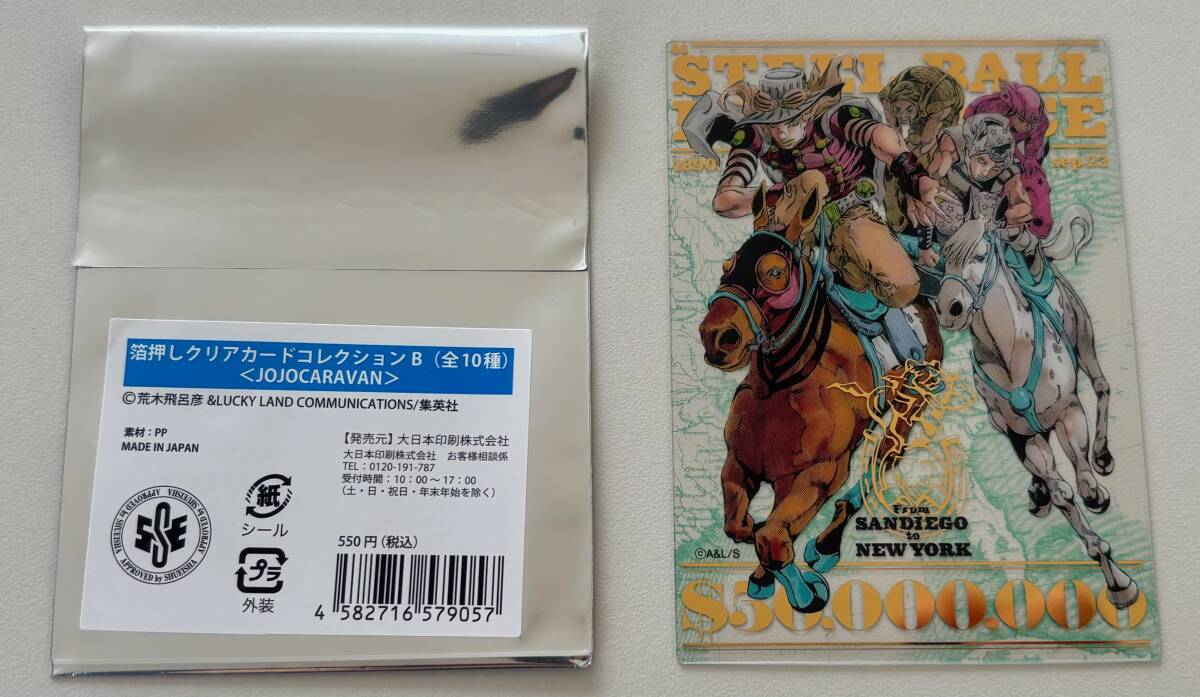 箔押しクリアカードコレクション B （全10種）
＜JOJOCARAVAN＞
©荒木飛呂彦 &LUCKY LAND COMMUNICATIONS/集英社
素材：PP
MADE IN JAPAN
【発売元】大日本印刷株式会社
大日本印刷株式会社 お客様相談係
TEL：0120-191-787
受付時間：10：00～17：00
（土・日・祝日・年末年始を除く）
APPROVED by SHUEISHA
SSE
APPROVED by SHUEISHA
紙
シール
プラ
外装
550円（税込）
4 582716 579057
STEEL BALL
1890
sep.23
From
SANDIEGO
to
NEW YORK
©A&L/S
$50.000.000